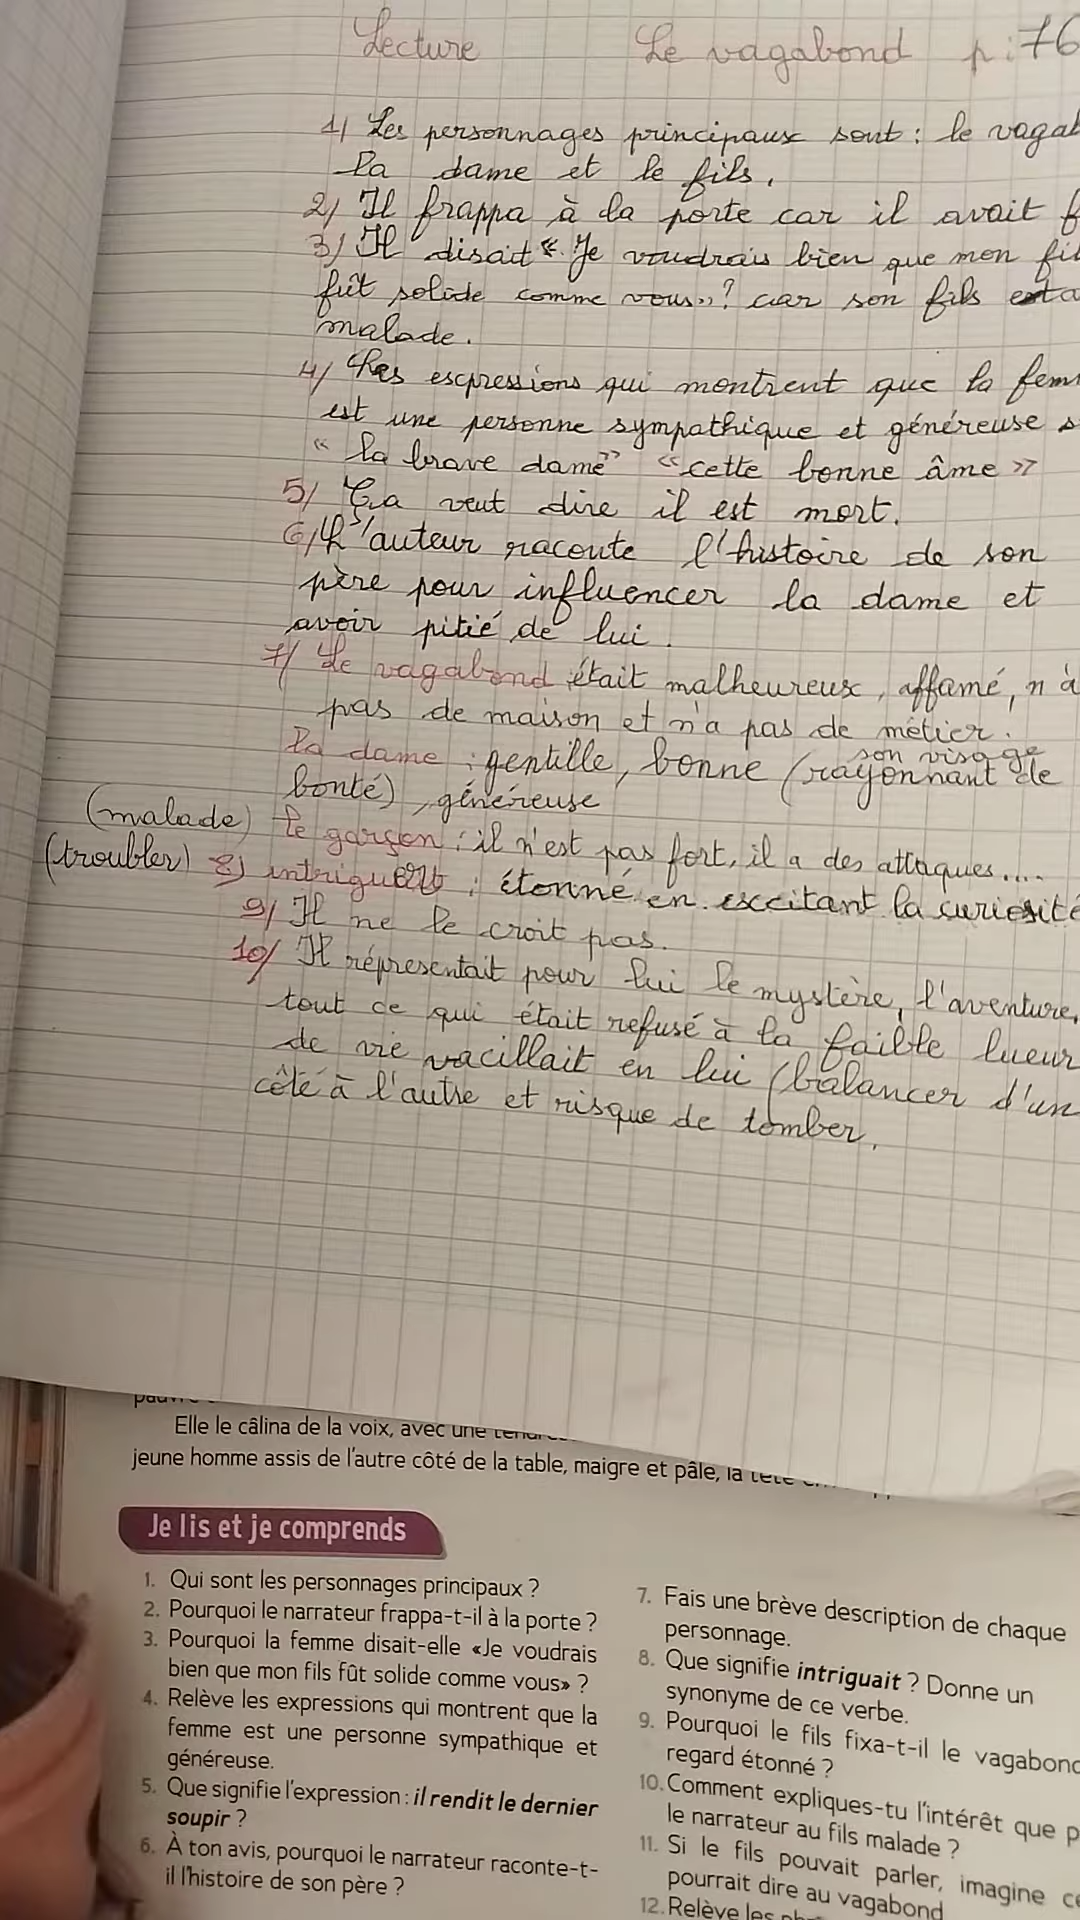 Lecture Le vagabond p: 76
1/ Les personnages principaux sont : le
la dame et le fils.
2/ Il frappa à la porte car il avait
3/ Il disait « Je voudrais bien que mon
fût solide comme vous » ? car son fils
malade.
4/ Les expressions qui montrent que la
est une personne sympathique et généreuse
" la brave dame " « cette bonne âme »
5/ Ça veut dire il est mort.
6/ L'auteur raconte l'histoire de son
père pour influencer la dame et
avoir pitié de lui.
7/ Le vagabond était malheureux, affamé, n'a
pas de maison et n'a pas de métier.
La dame : gentille, bonne (son visage rayonnant de
bonté), généreuse
(malade) Le garçon : il n'est pas fort, il a des attaques....
(troubler) 8) : étonné en excitant la curiosité
9/ Il ne le croit pas.
10/ Il répresentait pour lui le mystère, l'aventure,
tout ce qui était refusé à la faible lueur
de vie vacillait en lui (balancer d'un
côté à l'autre et risque de tomber.
Elle le câlina de la voix, avec une
jeune homme assis de l'autre côté de la table, maigre et pâle, la
Je lis et je comprends
1. Qui sont les personnages principaux ?
2. Pourquoi le narrateur frappa-t-il à la porte ?
3. Pourquoi la femme disait-elle «Je voudrais
bien que mon fils fût solide comme vous» ?
4. Relève les expressions qui montrent que la
femme est une personne sympathique et
généreuse.
5. Que signifie l'expression : il rendit le dernier
soupir ?
6. À ton avis, pourquoi le narrateur raconte-t-
il l'histoire de son père ?
7. Fais une brève description de chaque
personnage.
8. Que signifie intriguait ? Donne un
synonyme de ce verbe.
9. Pourquoi le fils fixa-t-il le
regard étonné ?
10. Comment expliques-tu l'intérêt que
le narrateur au fils malade ?
11. Si le fils pouvait parler, imagine
pourrait dire au vagabond
12. Relève les